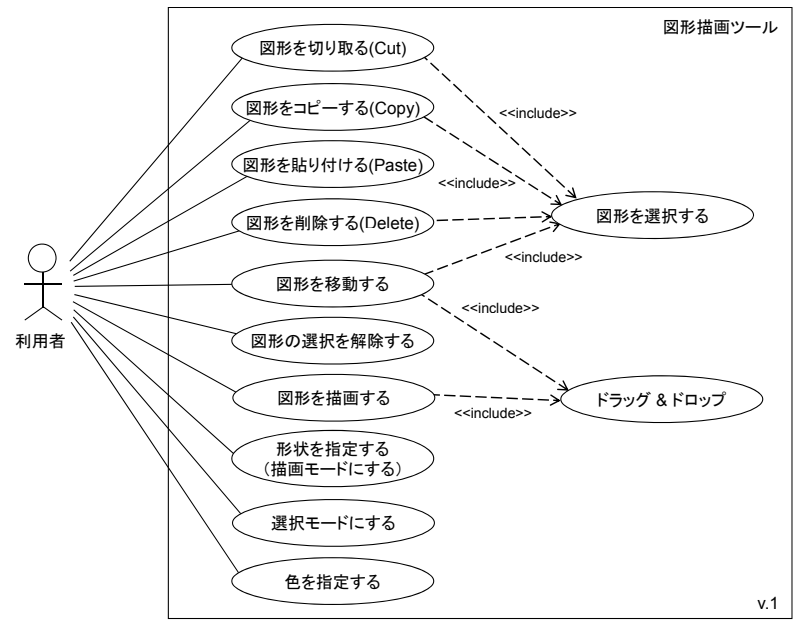 図形描画ツール
図形を切り取る(Cut)
<<include>>
図形をコピーする(Copy)
図形を貼り付ける(Paste)
<<include>>
図形を削除する(Delete)
図形を選択する
<<include>>
図形を移動する
<<include>>
利用者
図形の選択を解除する
図形を描画する
ドラッグ & ドロップ
<<include>>
形状を指定する
（描画モードにする）
選択モードにする
色を指定する
v.1